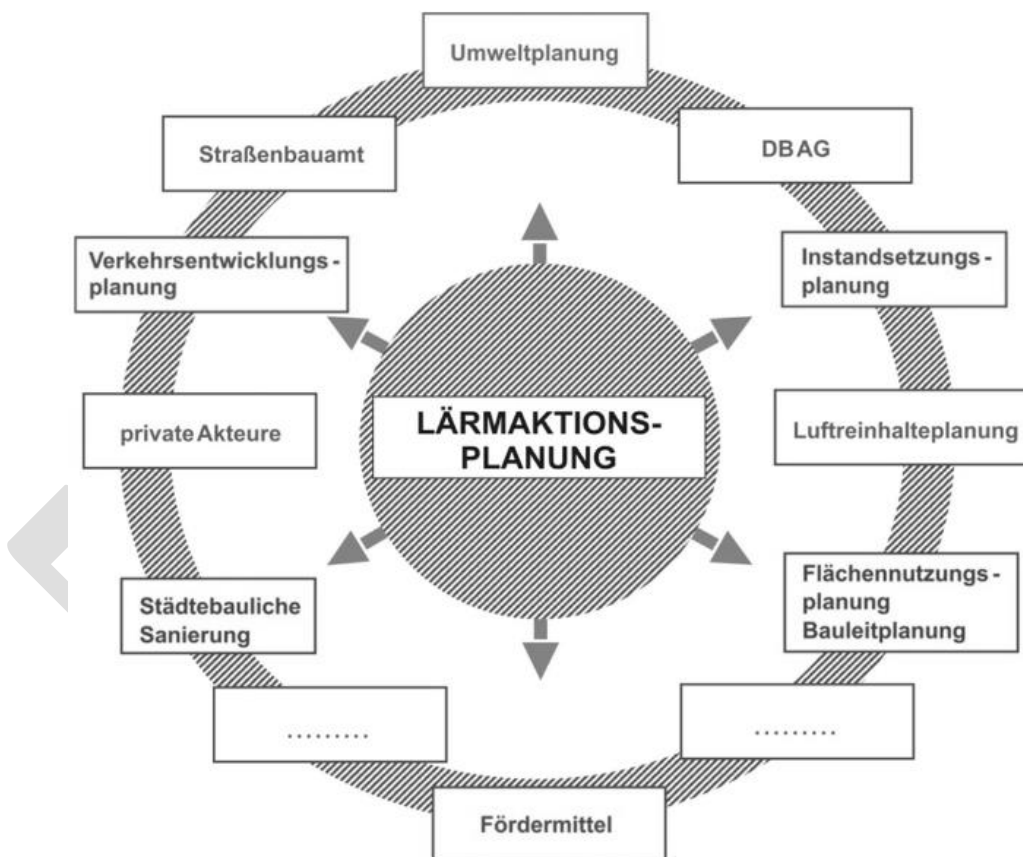 Umweltplanung
Straßenbauamt
DB AG
Verkehrsentwicklungs-
planung
Instandsetzungs-
planung
private Akteure
LÄRMAKTIONS-
PLANUNG
Luftreinhalteplanung
Städtebauliche
Sanierung
Flächennutzungs-
planung
Bauleitplanung
.........
.........
Fördermittel